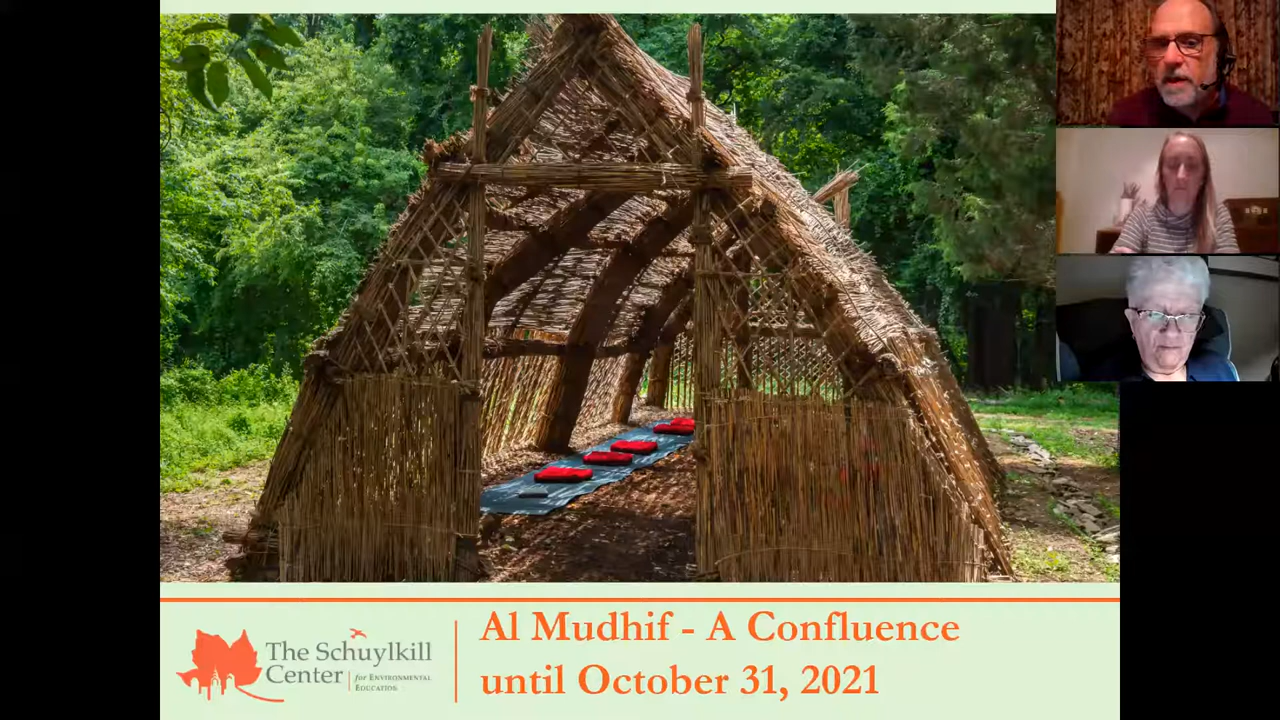 The Schuylkill
Center
for Environmental
Education
Al Mudhif - A Confluence
until October 31, 2021